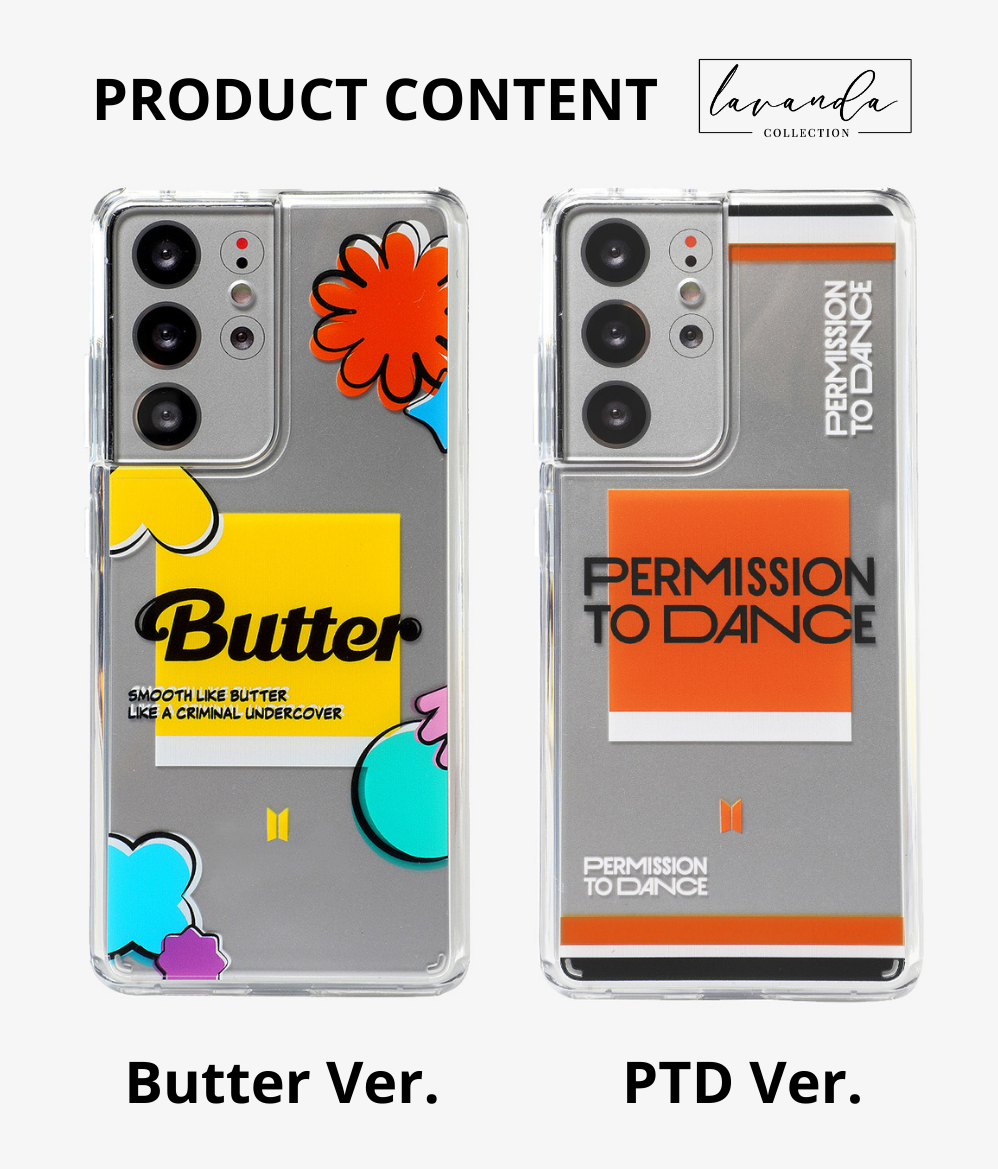 PRODUCT CONTENT
lavanda
COLLECTION
Butter
SMOOTH LIKE BUTTER
LIKE A CRIMINAL UNDERCOVER
PERMISSION
TO DANCE
PERMISSION
TO DANCE
PERMISSION
TO DANCE
Butter Ver.
PTD Ver.